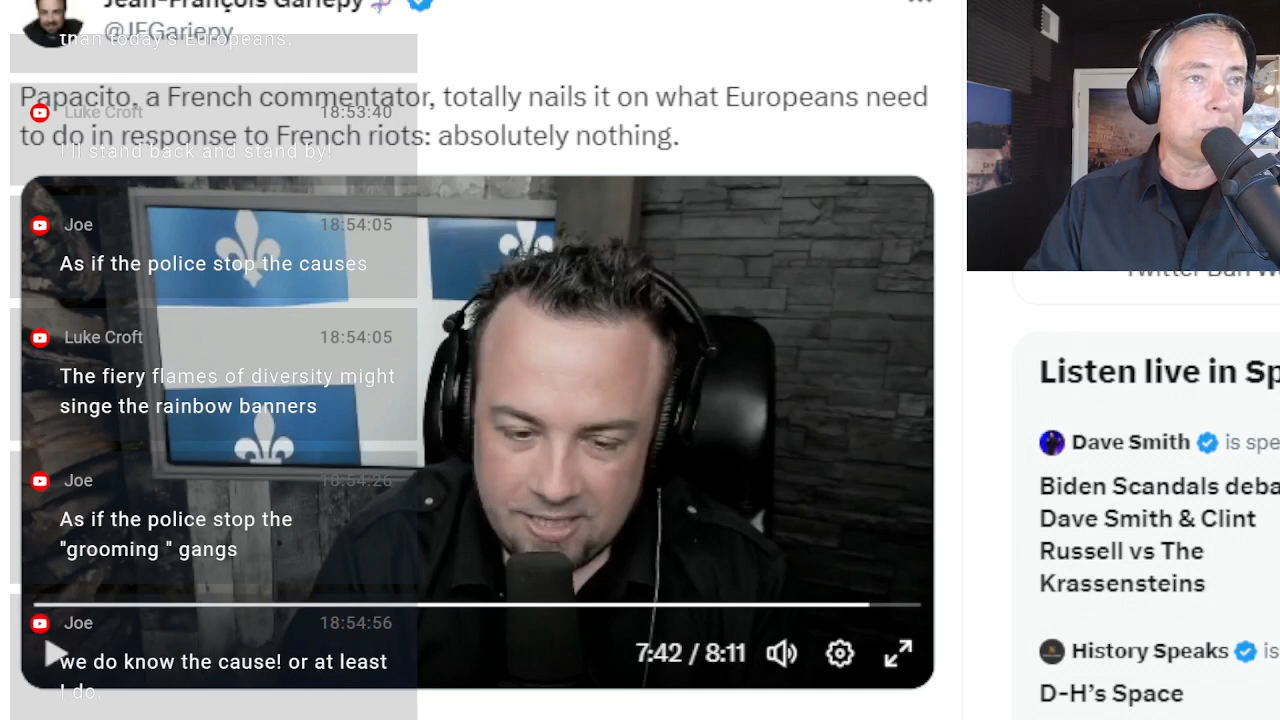 Jean-François Gariépy
@JFGariepy
than today's Europeans.
Papacito, a French commentator, totally nails it on what Europeans need
to do in response to French riots: absolutely nothing.
Luke Croft 18:53:40
I'll stand back and stand by!
Joe 18:54:05
As if the police stop the causes
Luke Croft 18:54:05
The fiery flames of diversity might
singe the rainbow banners
Joe 18:54:26
As if the police stop the
"grooming " gangs
Joe 18:54:56
we do know the cause! or at least
I do.
7:42 / 8:11
Listen live in Sp
Dave Smith is spe
Biden Scandals deba
Dave Smith & Clint
Russell vs The
Krassensteins
History Speaks is
D-H's Space